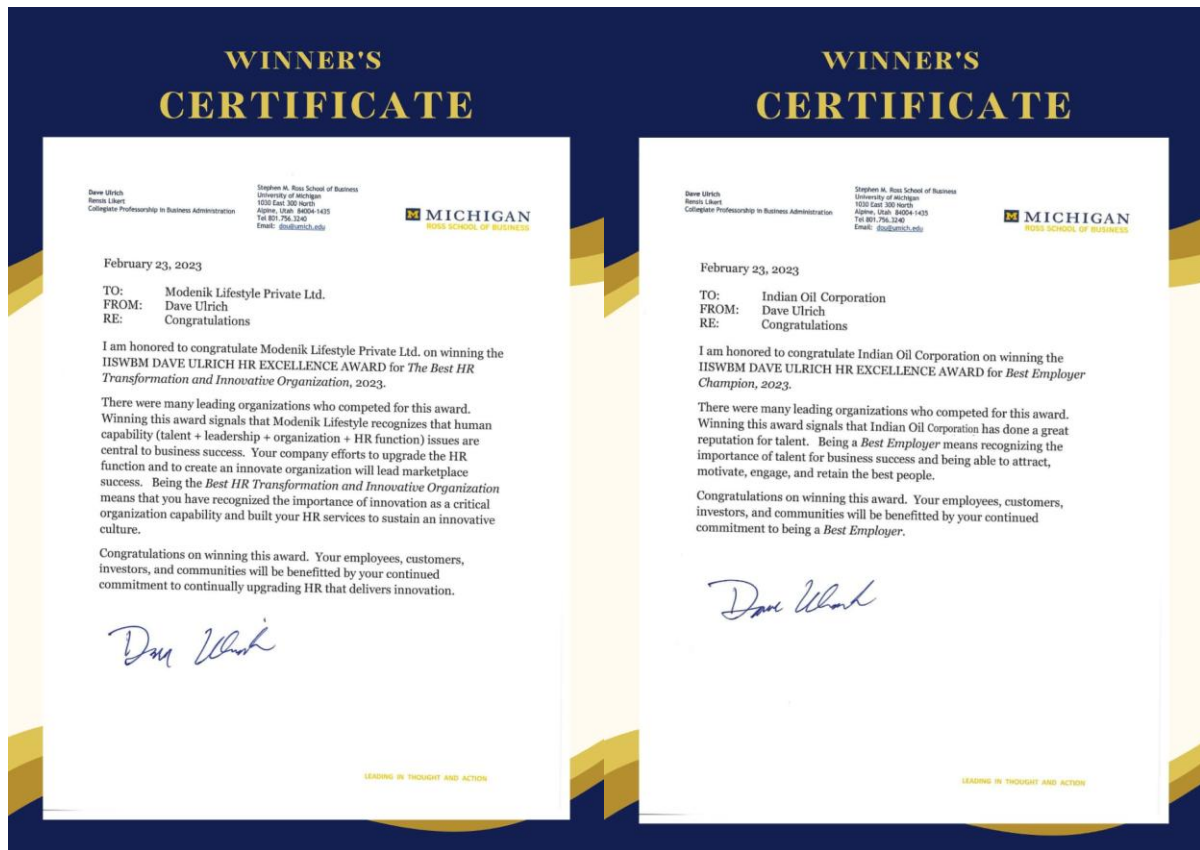 WINNER'S
CERTIFICATE
Dave Ulrich
Rensis Likert
Collegiate Professorship in Business Administration
Stephen M. Ross School of Business
University of Michigan
1030 East 300 North
Alpine, Utah 84004-1435
Tel 801.756.3240
Email: dou@umich.edu
M MICHIGAN
ROSS SCHOOL OF BUSINESS
February 23, 2023
TO: Modenik Lifestyle Private Ltd.
FROM: Dave Ulrich
RE: Congratulations
I am honored to congratulate Modenik Lifestyle Private Ltd. on winning the
IISWBM DAVE ULRICH HR EXCELLENCE AWARD for The Best HR
Transformation and Innovative Organization, 2023.
There were many leading organizations who competed for this award.
Winning this award signals that Modenik Lifestyle recognizes that human
capability (talent + leadership + organization + HR function) issues are
central to business success. Your company efforts to upgrade the HR
function and to create an innovate organization will lead marketplace
success. Being the Best HR Transformation and Innovative Organization
means that you have recognized the importance of innovation as a critical
organization capability and built your HR services to sustain an innovative
culture.
Congratulations on winning this award. Your employees, customers,
investors, and communities will be benefitted by your continued
commitment to continually upgrading HR that delivers innovation.
LEADING IN THOUGHT AND ACTION
WINNER'S
CERTIFICATE
Dave Ulrich
Rensis Likert
Collegiate Professorship in Business Administration
Stephen M. Ross School of Business
University of Michigan
1030 East 300 North
Alpine, Utah 84004-1435
Tel 801.756.3240
Email: dou@umich.edu
M MICHIGAN
ROSS SCHOOL OF BUSINESS
February 23, 2023
TO: Indian Oil Corporation
FROM: Dave Ulrich
RE: Congratulations
I am honored to congratulate Indian Oil Corporation on winning the
IISWBM DAVE ULRICH HR EXCELLENCE AWARD for Best Employer
Champion, 2023.
There were many leading organizations who competed for this award.
Winning this award signals that Indian Oil Corporation has done a great
reputation for talent. Being a Best Employer means recognizing the
importance of talent for business success and being able to attract,
motivate, engage, and retain the best people.
Congratulations on winning this award. Your employees, customers,
investors, and communities will be benefitted by your continued
commitment to being a Best Employer.
Dave Ulrich
LEADING IN THOUGHT AND ACTION